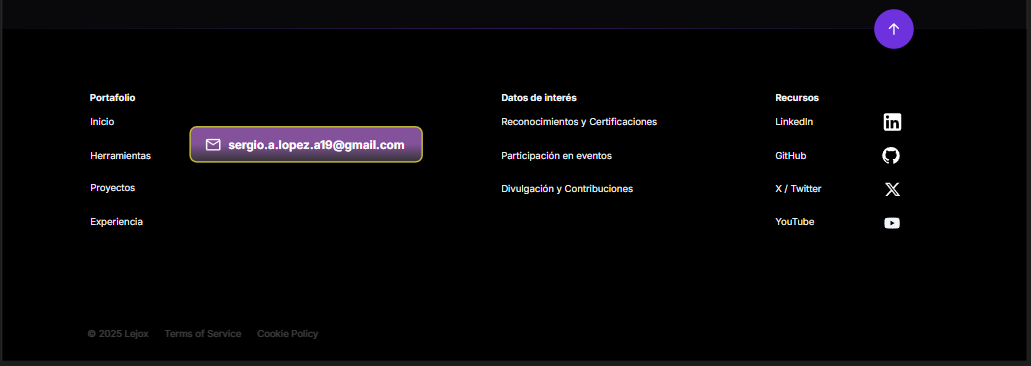 Portafolio
Inicio
Herramientas
Proyectos
Experiencia
sergio.a.lopez.a19@gmail.com
Datos de interés
Reconocimientos y Certificaciones
Participación en eventos
Divulgación y Contribuciones
Recursos
LinkedIn
GitHub
X / Twitter
YouTube
© 2025 Lejox Terms of Service Cookie Policy